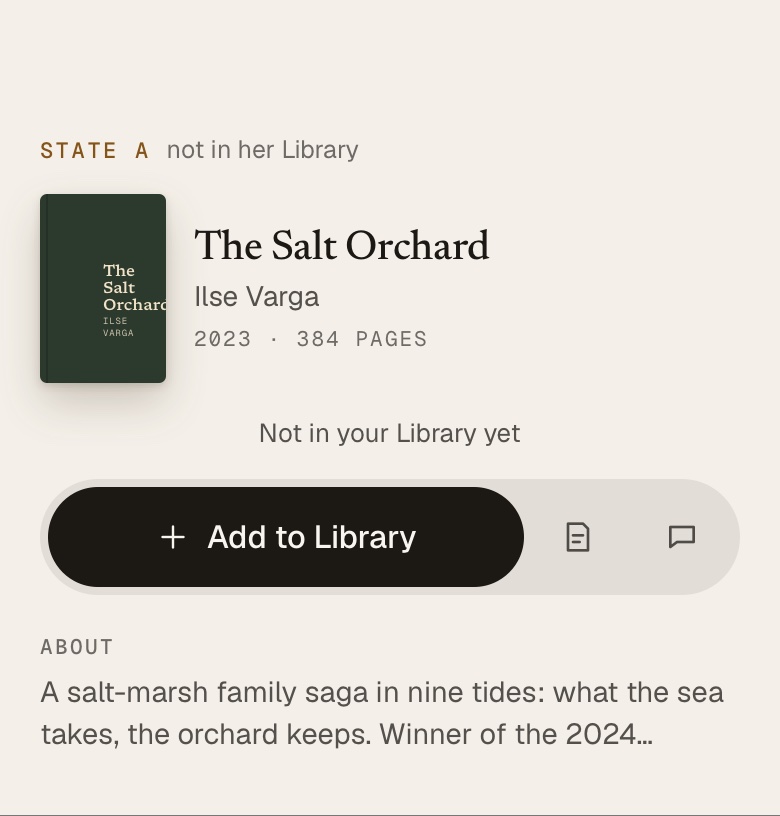 STATE A not in her Library
The
Salt
Orchard
ILSE
VARGA
The Salt Orchard
Ilse Varga
2023 · 384 PAGES
Not in your Library yet
Add to Library
ABOUT
A salt-marsh family saga in nine tides: what the sea
takes, the orchard keeps. Winner of the 2024…